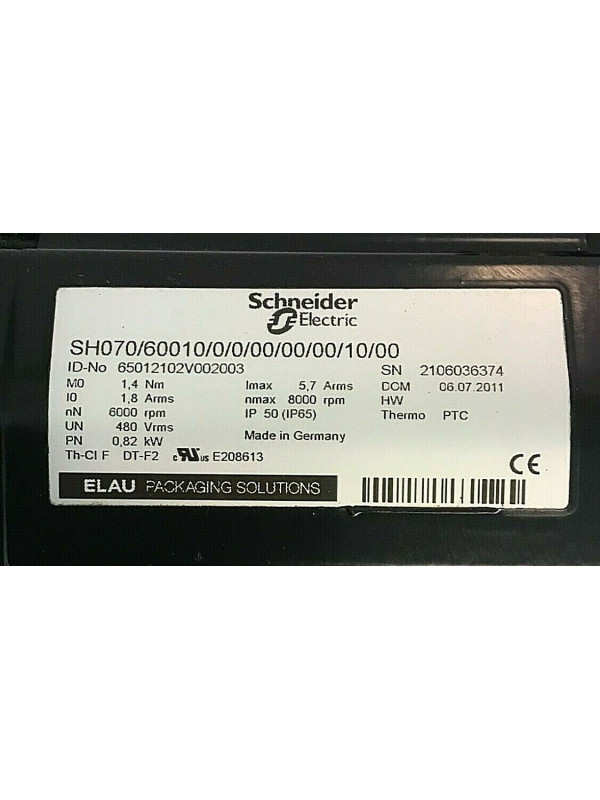 Schneider
Electric
SH070/60010/0/0/00/00/00/10/00
ID-No 65012102V002003 SN 2106036374
M0 1,4 Nm Imax 5,7 Arms DOM 06.07.2011
I0 1,8 Arms nmax 8000 rpm HW
nN 6000 rpm IP 50 (IP65) Thermo PTC
UN 480 Vrms
PN 0,82 kW Made in Germany
Th-Cl F DT-F2 c RU us E208613
CE
ELAU PACKAGING SOLUTIONS